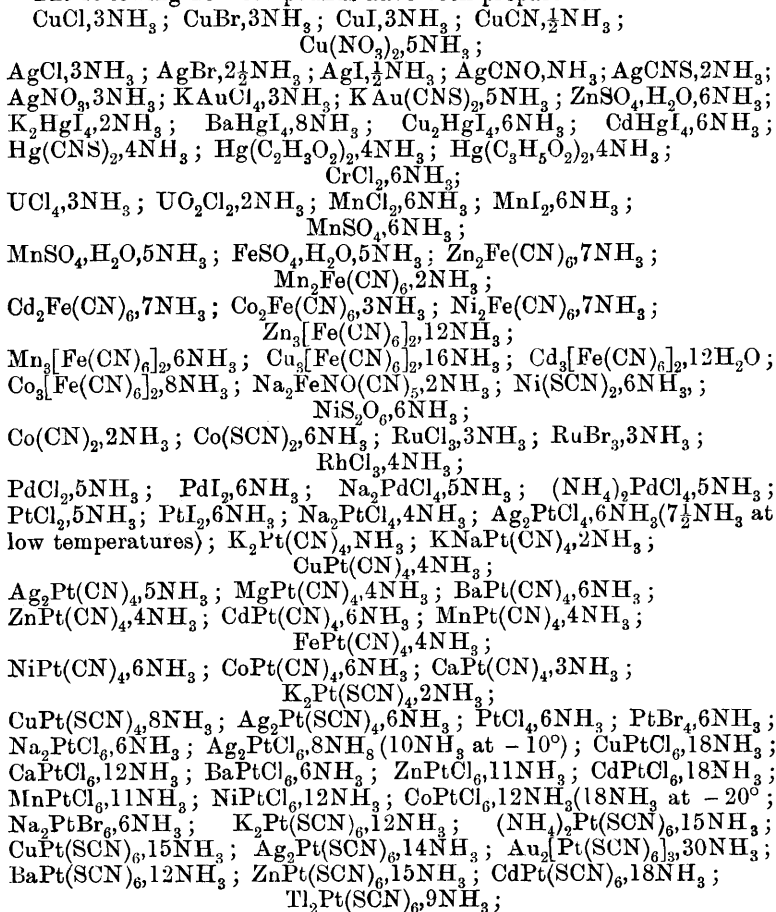 CuCl,3NH₃; CuBr,3NH₃; CuI,3NH₃; CuCN,½NH₃;
Cu(NO₃)₂,5NH₃;
AgCl,3NH₃; AgBr,2½NH₃; AgI,½NH₃; AgCNO,NH₃; AgCNS,2NH₃;
AgNO₃,3NH₃; KAuCl₄,3NH₃; KAu(CNS)₂,5NH₃; ZnSO₄,H₂O,6NH₃;
K₂HgI₄,2NH₃; BaHgI₄,8NH₃; Cu₂HgI₄,6NH₃; CdHgI₄,6NH₃;
Hg(CNS)₂,4NH₃; Hg(C₂H₃O₂)₂,4NH₃; Hg(C₃H₅O₂)₂,4NH₃;
CrCl₂,6NH₃;
UCl₄,3NH₃; UO₂Cl₂,2NH₃; MnCl₂,6NH₃; MnI₂,6NH₃;
MnSO₄,6NH₃;
MnSO₄,H₂O,5NH₃; FeSO₄,H₂O,5NH₃; Zn₂Fe(CN)₆,7NH₃;
Mn₂Fe(CN)₆,2NH₃;
Cd₂Fe(CN)₆,7NH₃; Co₂Fe(CN)₆,3NH₃; Ni₂Fe(CN)₆,7NH₃;
Zn₃[Fe(CN)₆]₂,12NH₃;
Mn₃[Fe(CN)₆]₂,6NH₃; Cu₃[Fe(CN)₆]₂,16NH₃; Cd₃[Fe(CN)₆]₂,12H₂O;
Co₃[Fe(CN)₆]₂,8NH₃; Na₂FeNO(CN)₅,2NH₃; Ni(SCN)₂,6NH₃,;
NiS₂O₆,6NH₃;
Co(CN)₂,2NH₃; Co(SCN)₂,6NH₃; RuCl₃,3NH₃; RuBr₃,3NH₃;
RhCl₃,4NH₃;
PdCl₂,5NH₃; PdI₂,6NH₃; Na₂PdCl₄,5NH₃; (NH₄)₂PdCl₄,5NH₃;
PtCl₂,5NH₃; PtI₂,6NH₃; Na₂PtCl₄,4NH₃; Ag₂PtCl₄,6NH₃(7½NH₃ at
low temperatures); K₂Pt(CN)₄,NH₃; KNaPt(CN)₄,2NH₃;
CuPt(CN)₄,4NH₃;
Ag₂Pt(CN)₄,5NH₃; MgPt(CN)₄,4NH₃; BaPt(CN)₄,6NH₃;
ZnPt(CN)₄,4NH₃; CdPt(CN)₄,6NH₃; MnPt(CN)₄,4NH₃;
FePt(CN)₄,4NH₃;
NiPt(CN)₄,6NH₃; CoPt(CN)₄,6NH₃; CaPt(CN)₄,3NH₃;
K₂Pt(SCN)₄,2NH₃;
CuPt(SCN)₄,8NH₃; Ag₂Pt(SCN)₄,6NH₃; PtCl₄,6NH₃; PtBr₄,6NH₃;
Na₂PtCl₆,6NH₃; Ag₂PtCl₆,8NH₈ (10NH₃ at − 10°); CuPtCl₆,18NH₃;
CaPtCl₆,12NH₃; BaPtCl₆,6NH₃; ZnPtCl₆,11NH₃; CdPtCl₆,18NH₃;
MnPtCl₆,11NH₃; NiPtCl₆,12NH₃; CoPtCl₆,12NH₃(18NH₃ at − 20°;
Na₂PtBr₆,6NH₃; K₂Pt(SCN)₆,12NH₃; (NH₄)₂Pt(SCN)₆,15NH₃;
CuPt(SCN)₆,15NH₃; Ag₂Pt(SCN)₆,14NH₃; Au₂[Pt(SCN)₆]₃,30NH₃;
BaPt(SCN)₆,12NH₃; ZnPt(SCN)₆,15NH₃; CdPt(SCN)₆,18NH₃;
Tl₂Pt(SCN)₆,9NH₃;